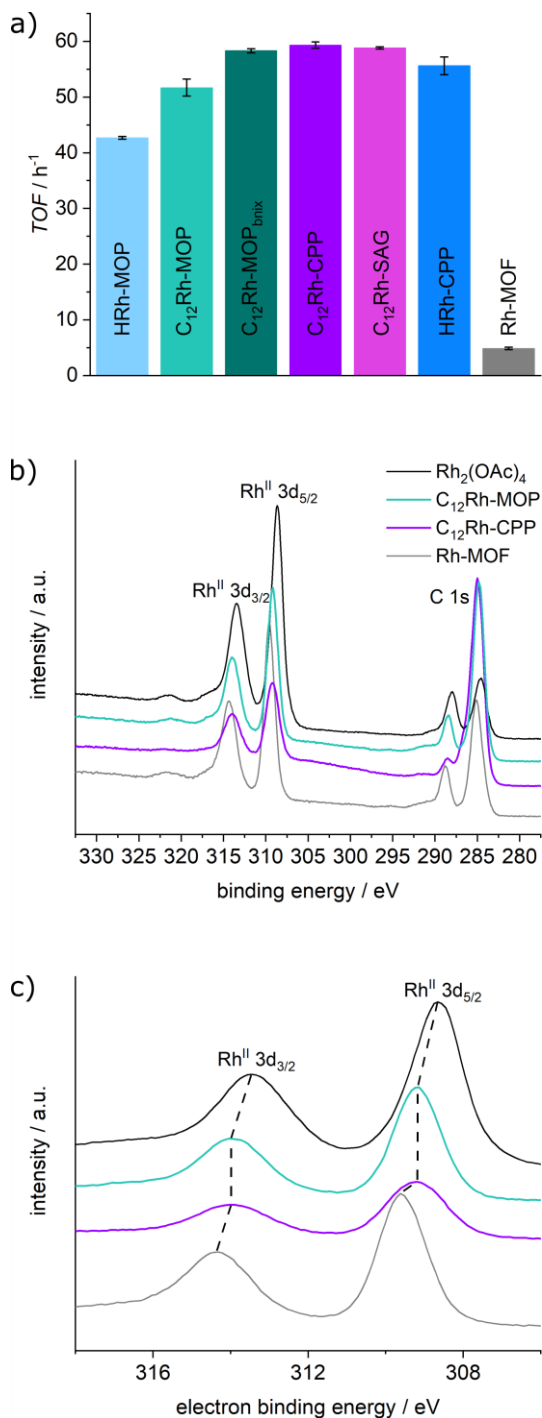 a)
60
50
40
30
20
10
0
TOF / h⁻¹
HRh-MOP
C₁₂Rh-MOP
C₁₂Rh-MOP_bnix
C₁₂Rh-CPP
C₁₂Rh-SAG
HRh-CPP
Rh-MOF
b)
Rh₂(OAc)₄
C₁₂Rh-MOP
C₁₂Rh-CPP
Rh-MOF
Rhᴵᴵ 3d₅/₂
Rhᴵᴵ 3d₃/₂
C 1s
intensity / a.u.
330 325 320 315 310 305 300 295 290 285 280
binding energy / eV
c)
Rhᴵᴵ 3d₅/₂
Rhᴵᴵ 3d₃/₂
intensity / a.u.
316 312 308
electron binding energy / eV